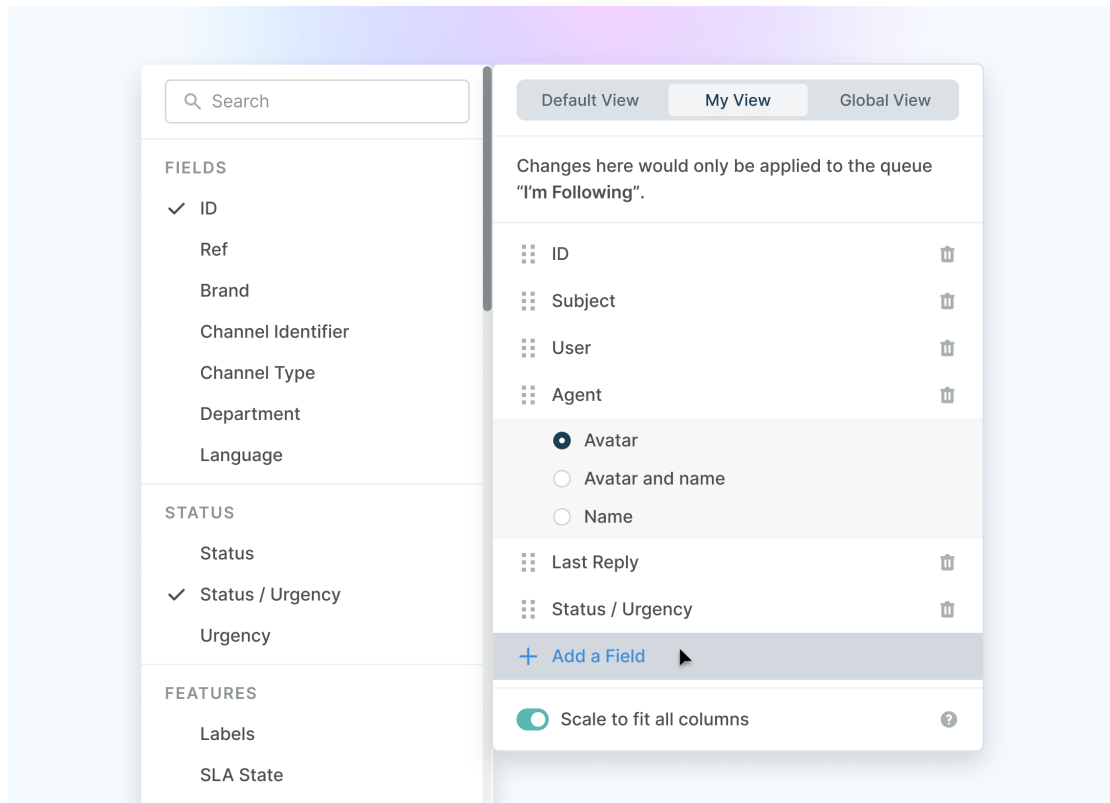 Search
FIELDS
ID
Ref
Brand
Channel Identifier
Channel Type
Department
Language
STATUS
Status
Status / Urgency
Urgency
FEATURES
Labels
SLA State
Default View
My View
Global View
Changes here would only be applied to the queue
“I’m Following”.
ID
Subject
User
Agent
Avatar
Avatar and name
Name
Last Reply
Status / Urgency
Add a Field
Scale to fit all columns
?